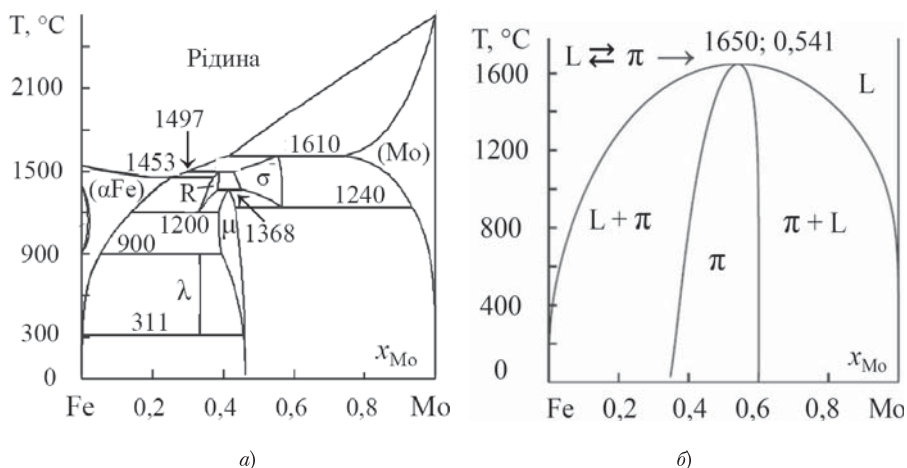 T, °C
2100
1500
900
300
0
Рідина
1497
1453
1610
(αFe)
R
σ
(Mo)
1240
1200
μ
1368
900
λ
311
xMo
Fe 0,2 0,4 0,6 0,8 Mo
а)
T, °C
1600
1200
800
400
0
1650; 0,541
L ⇄ π →
L
L + π
π
π + L
xMo
Fe 0,2 0,4 0,6 0,8 Mo
б)